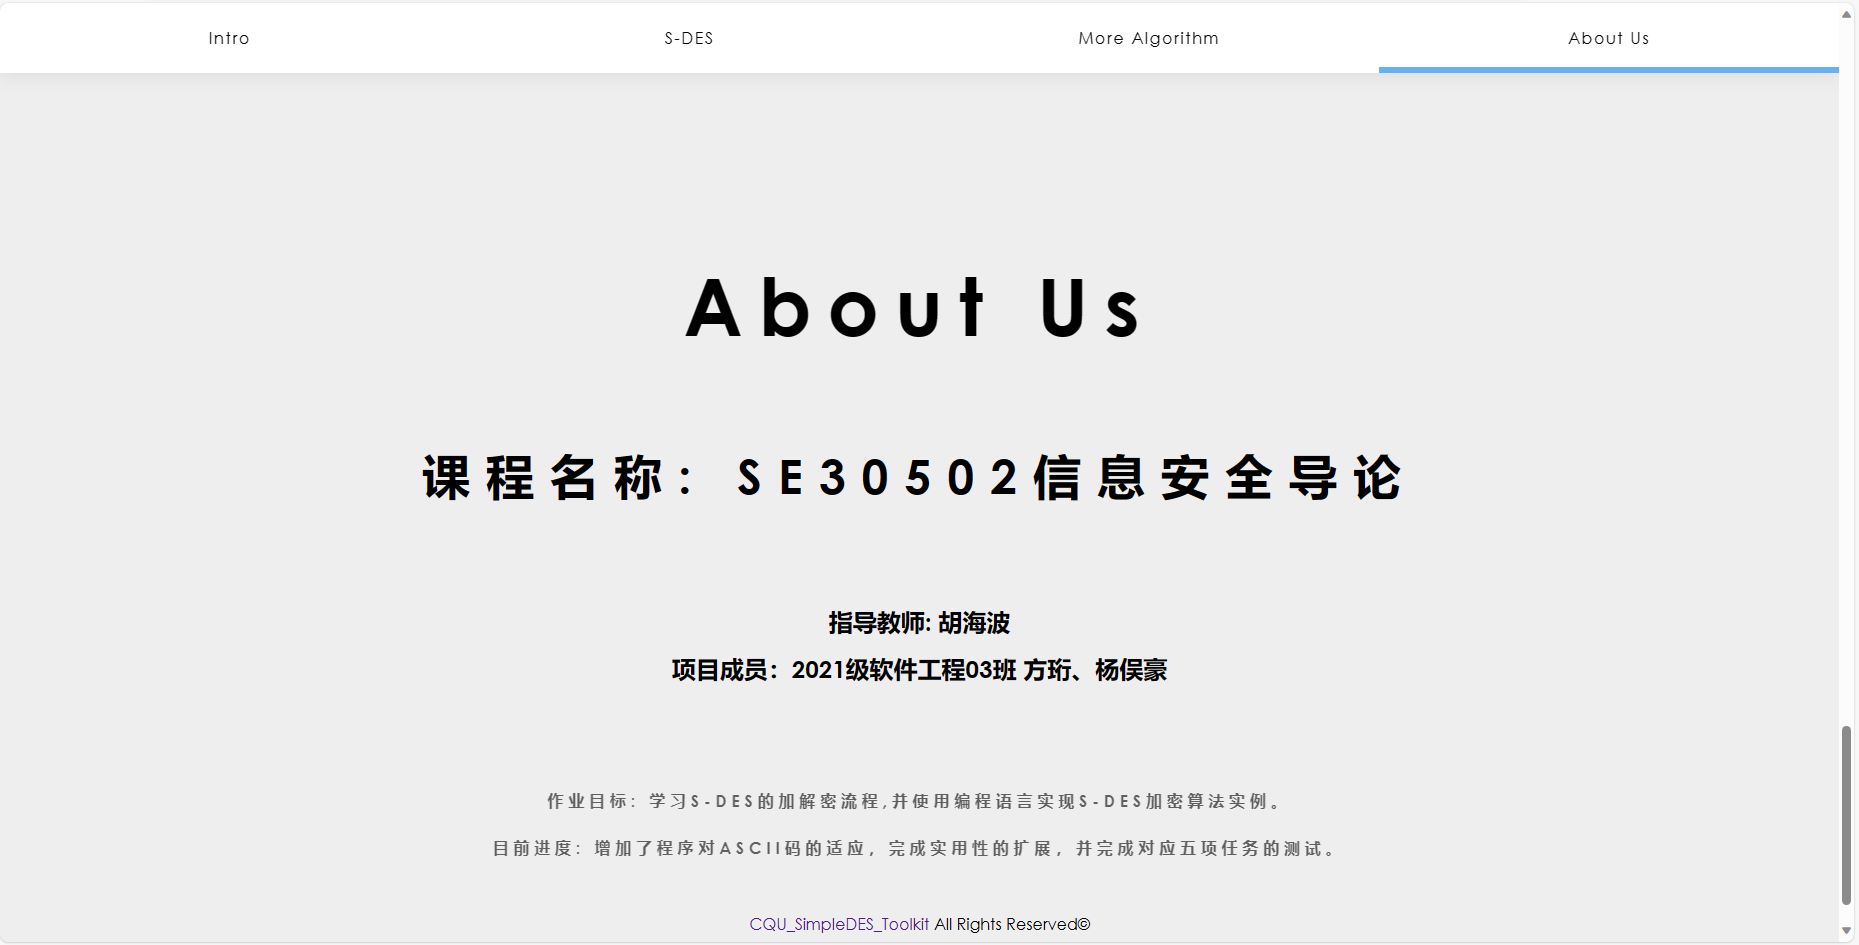 Intro
S-DES
More Algorithm
About Us
About Us
课程名称：SE30502信息安全导论
指导教师: 胡海波
项目成员：2021级软件工程03班 方珩、杨俣豪
作业目标：学习S-DES的加解密流程,并使用编程语言实现S-DES加密算法实例。
目前进度：增加了程序对ASCII码的适应，完成实用性的扩展，并完成对应五项任务的测试。
CQU_SimpleDES_Toolkit All Rights Reserved©